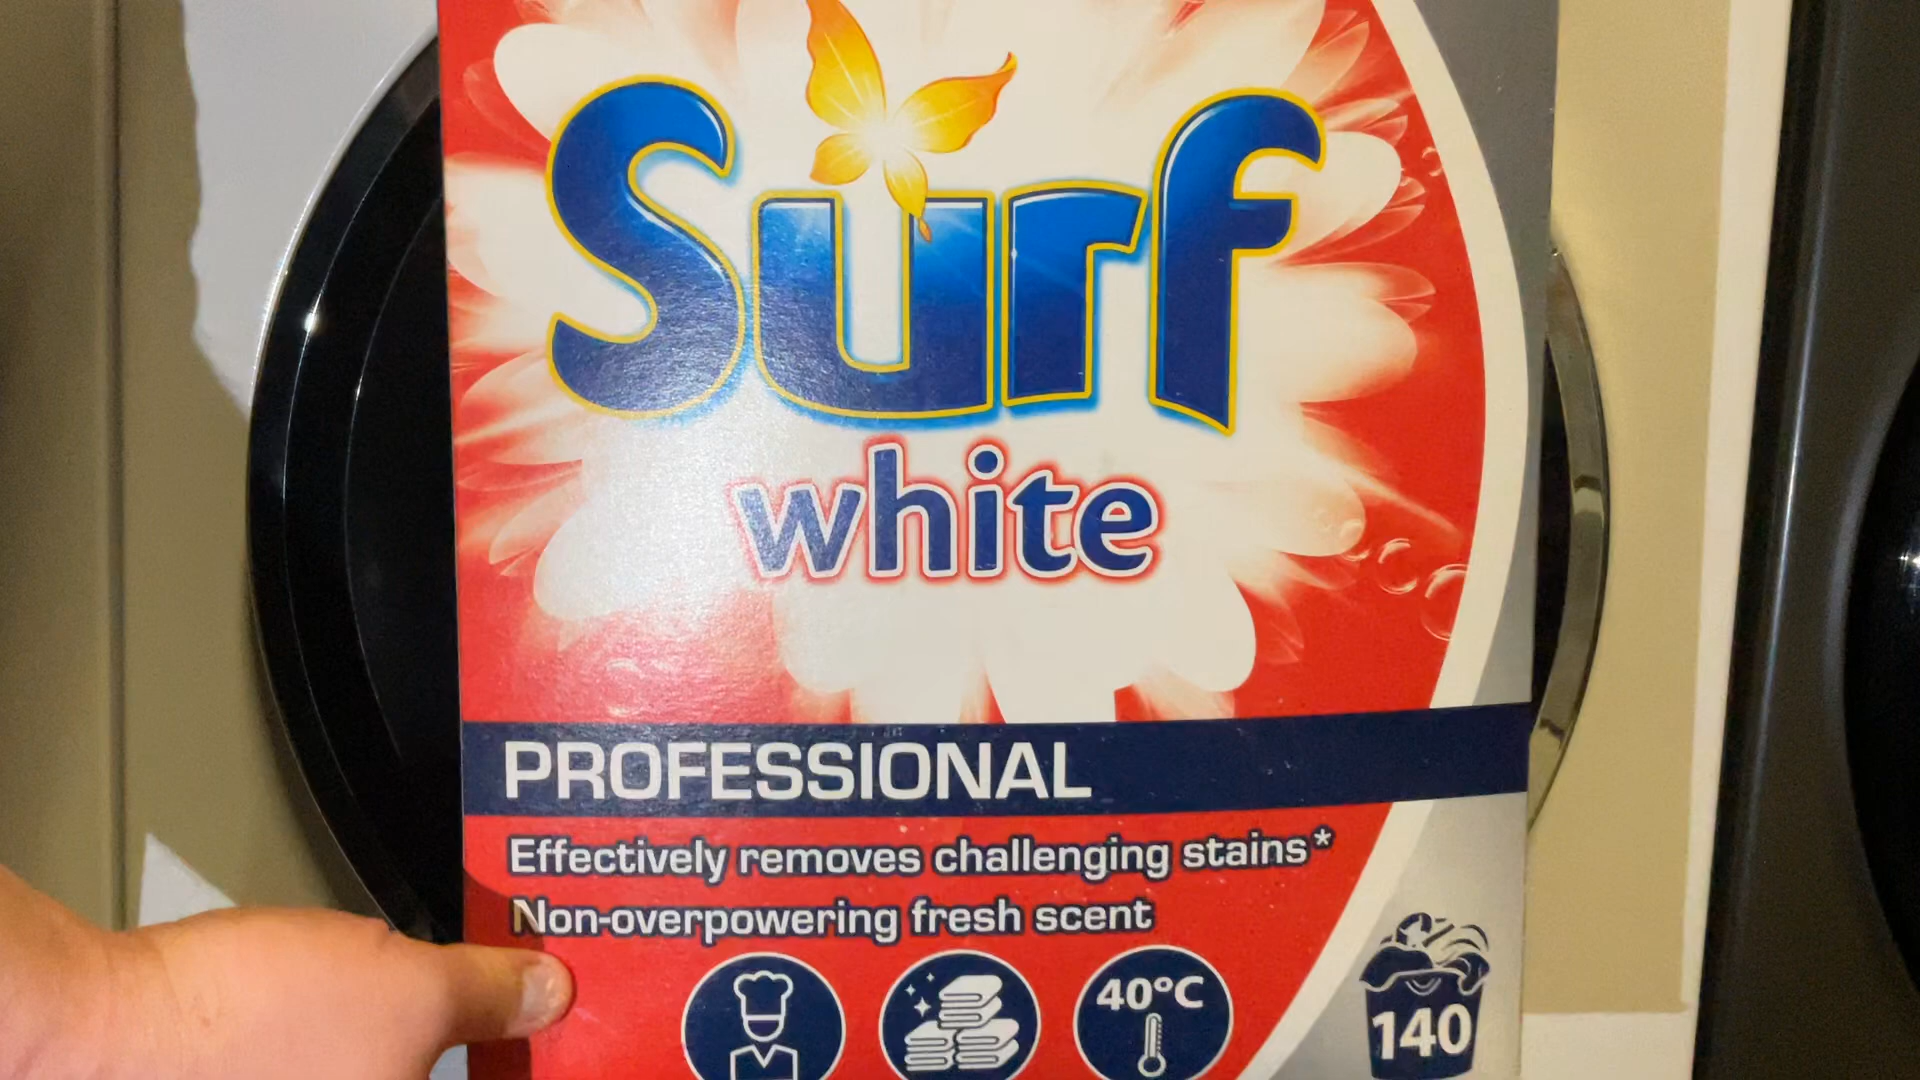 Surf
white
PROFESSIONAL
Effectively removes challenging stains*
Non-overpowering fresh scent
40°C
140